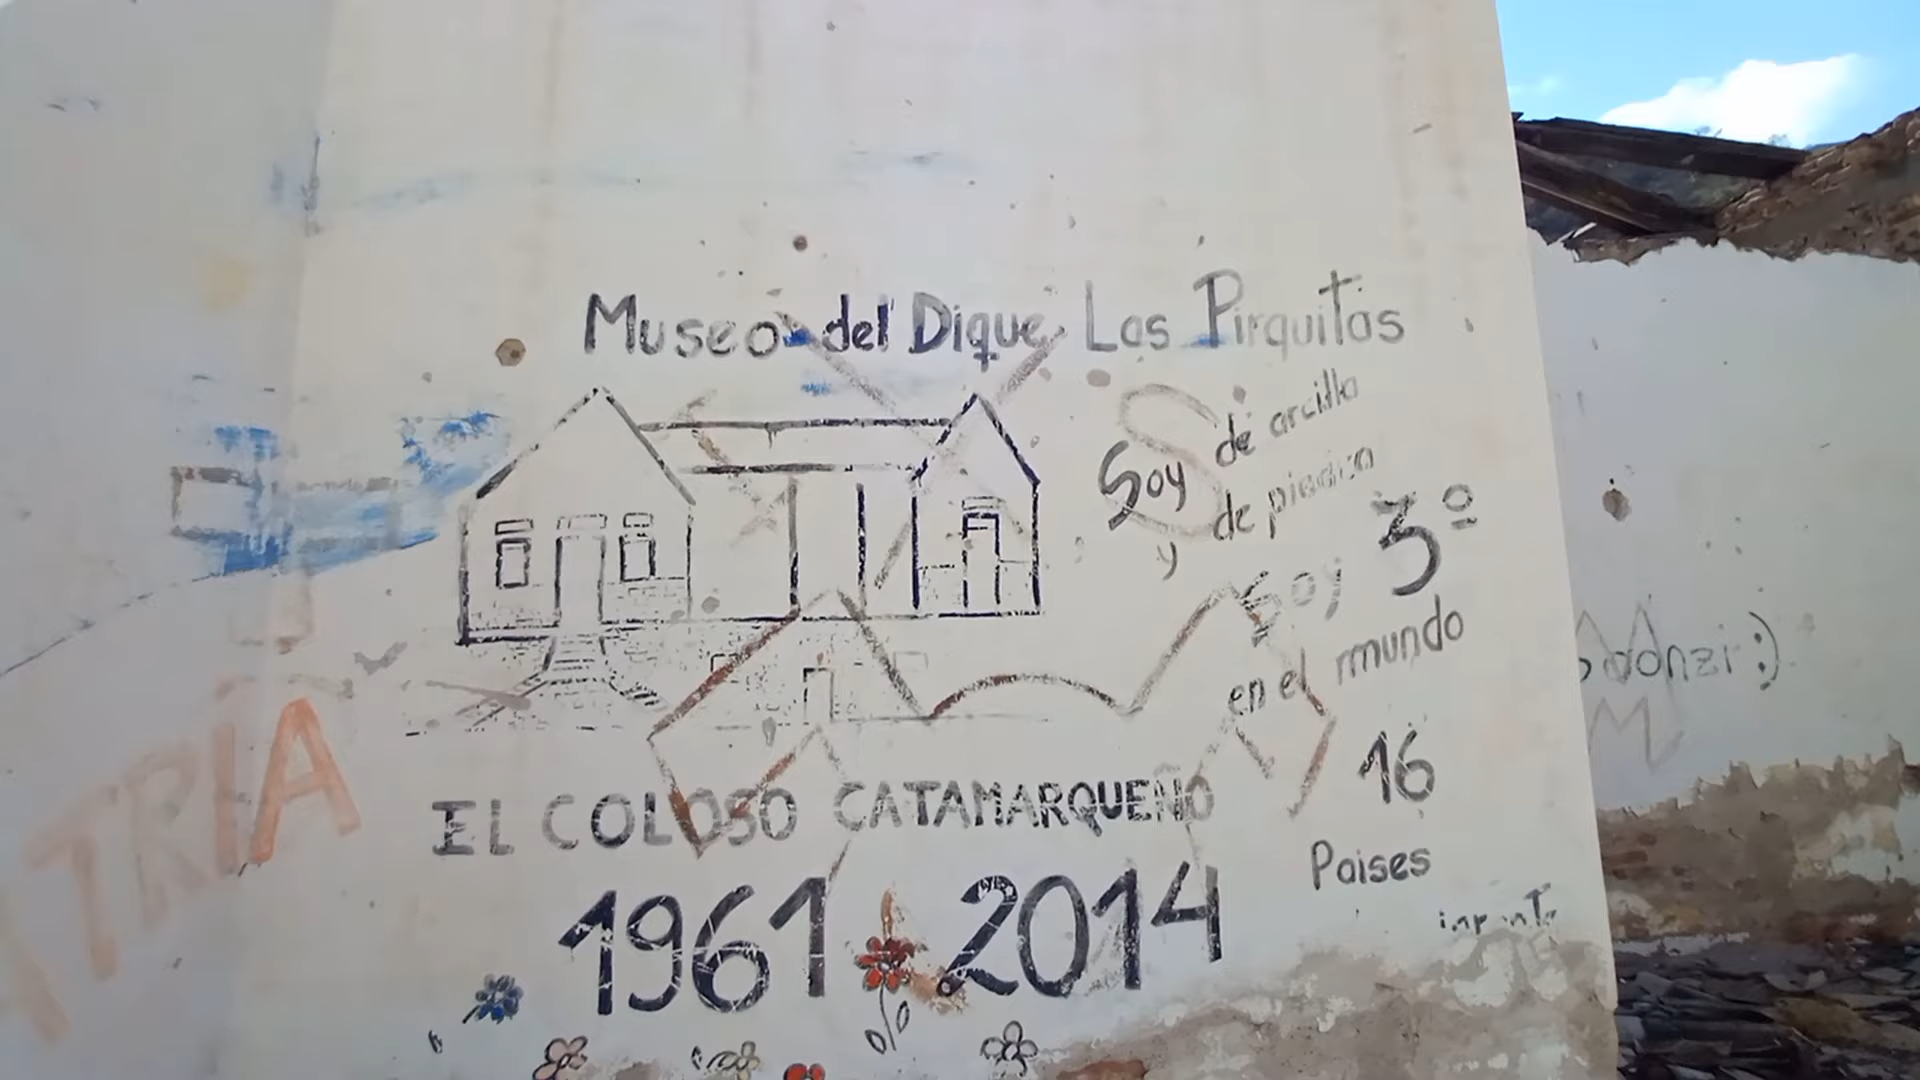 Museo del Dique Las Pirquitas
Soy de arcilla
y de piedra
Soy 3º
en el mundo
16
Paises
EL COLOSO CATAMARQUEÑO
1961 2014
TRIA